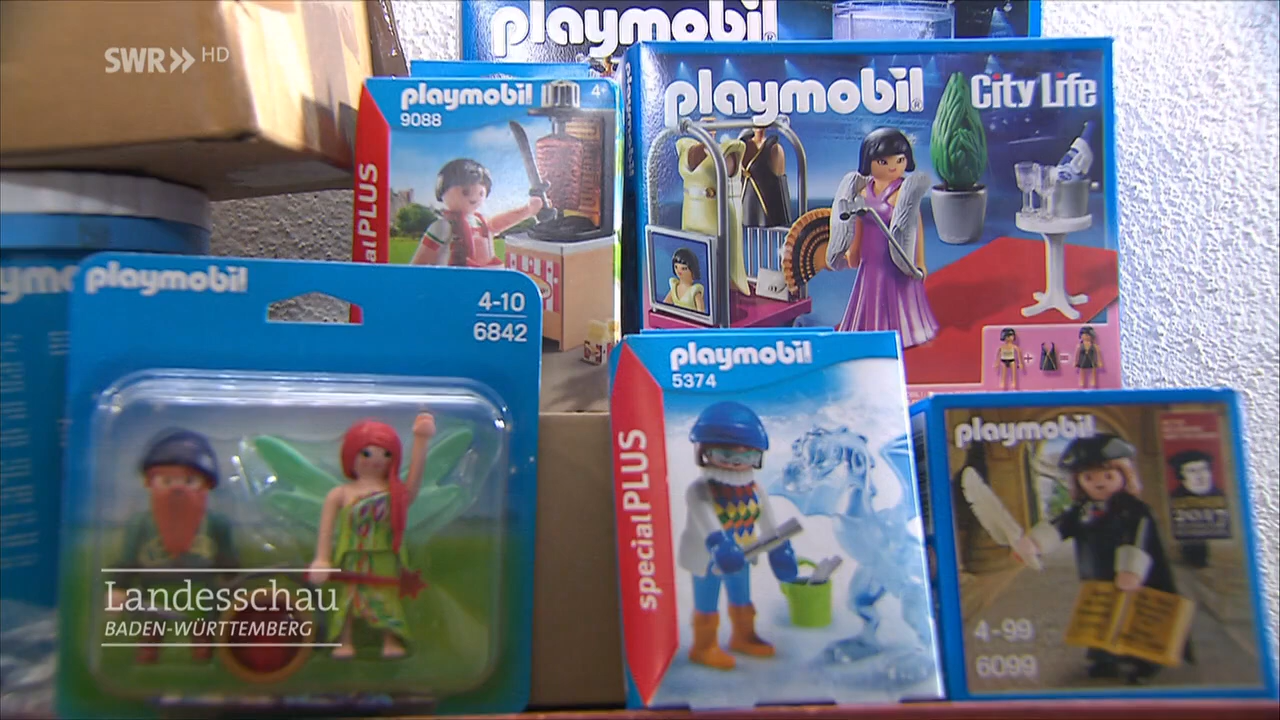 SWR HD
playmobil
playmobil
City Life
playmobil
9088
4+
specialPLUS
playmobil
4-10
6842
playmobil
5374
specialPLUS
playmobil
2017
4-99
6099
Landesschau
BADEN-WÜRTTEMBERG